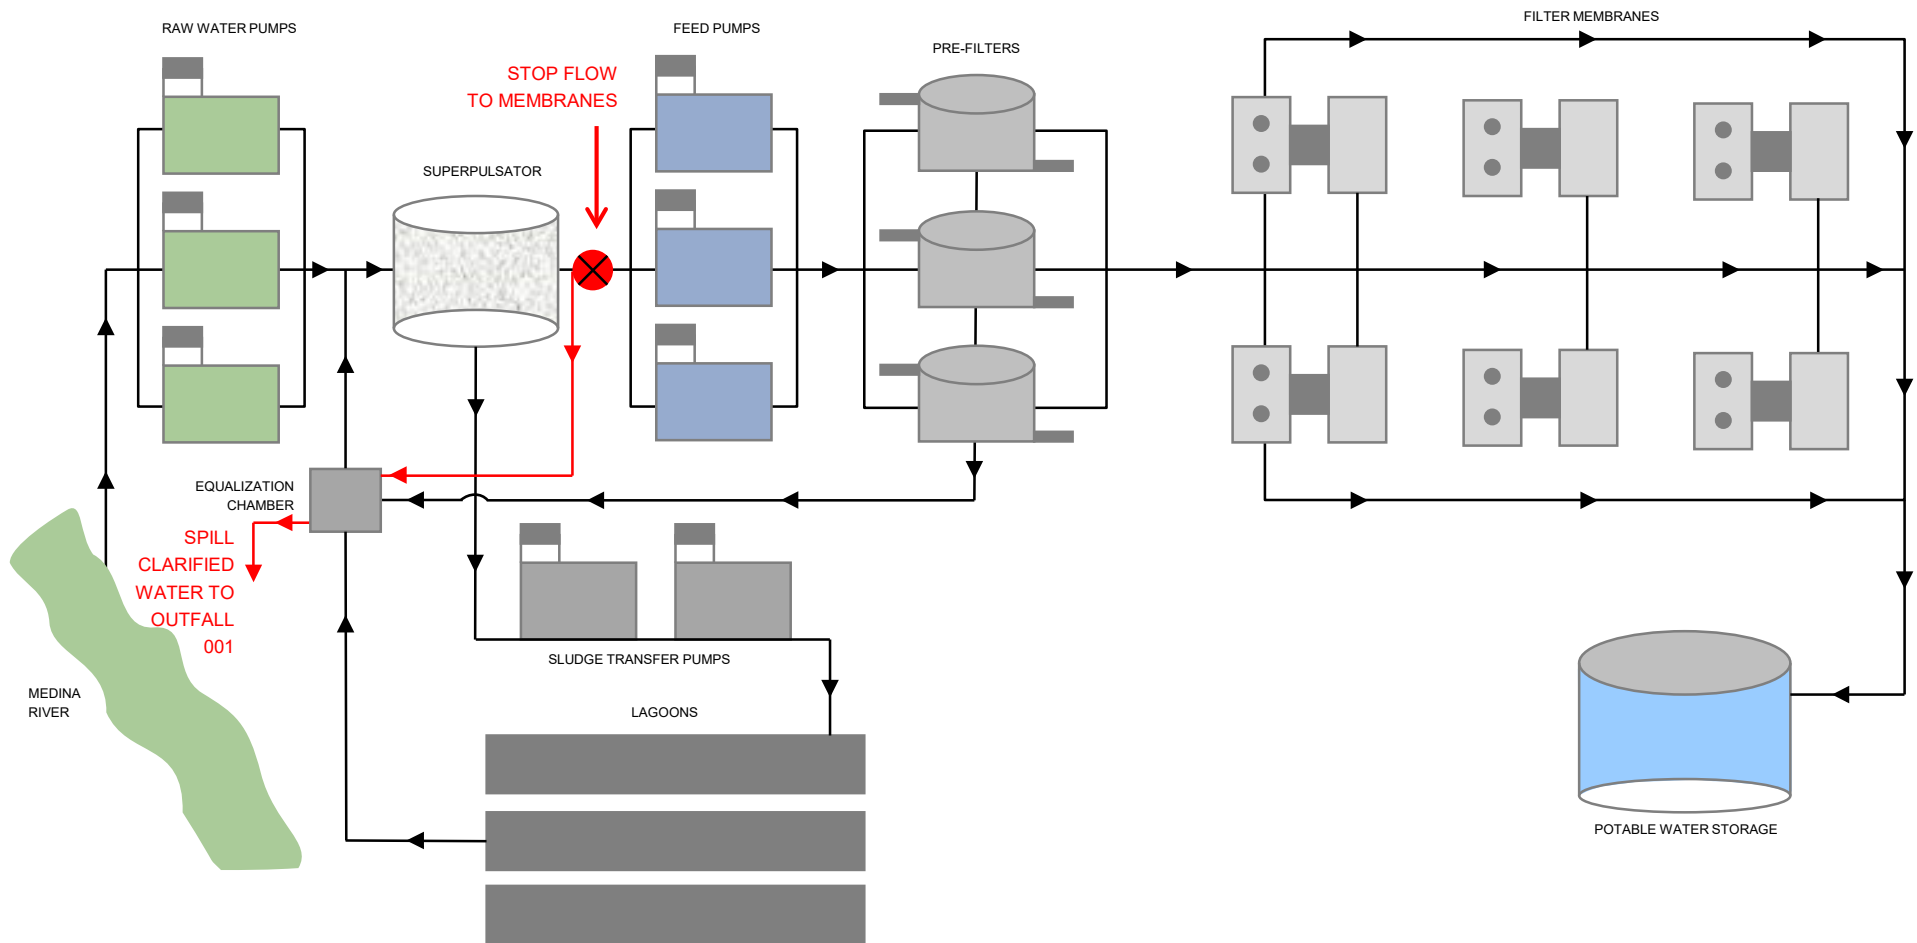 RAW WATER PUMPS
FEED PUMPS
PRE-FILTERS
FILTER MEMBRANES
STOP FLOW
TO MEMBRANES
SUPERPULSATOR
EQUALIZATION
CHAMBER
SPILL
CLARIFIED
WATER TO
OUTFALL
001
MEDINA
RIVER
SLUDGE TRANSFER PUMPS
LAGOONS
POTABLE WATER STORAGE